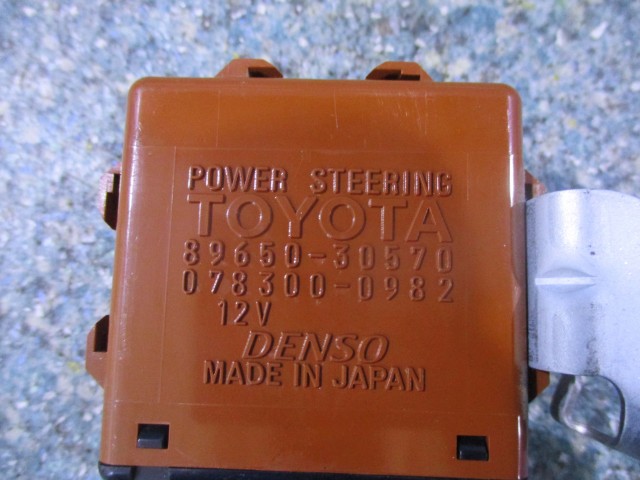 POWER STEERING
TOYOTA
89650-30570
078300-0982
12V
DENSO
MADE IN JAPAN